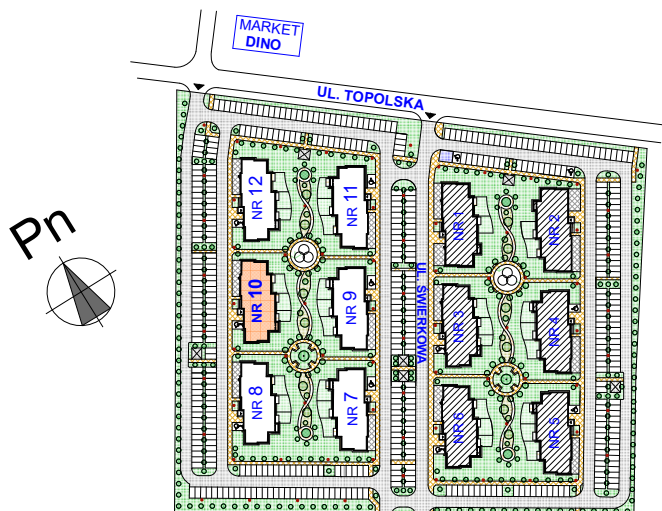 MARKET
DINO
UL. TOPOLSKA
Pn
NR 12
NR 11
NR 1
NR 2
NR 10
NR 9
UL. ŚWIERKOWA
NR 3
NR 4
NR 8
NR 7
NR 6
NR 5